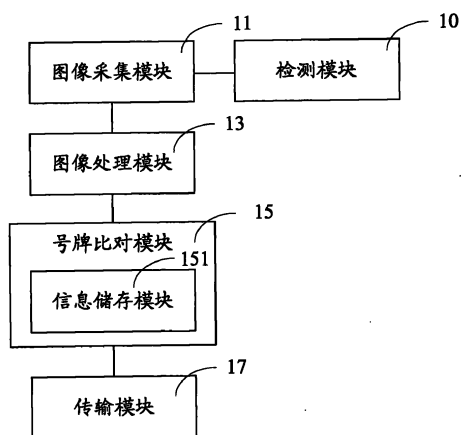 11
10
图像采集模块
检测模块
13
图像处理模块
15
号牌比对模块
151
信息储存模块
17
传输模块